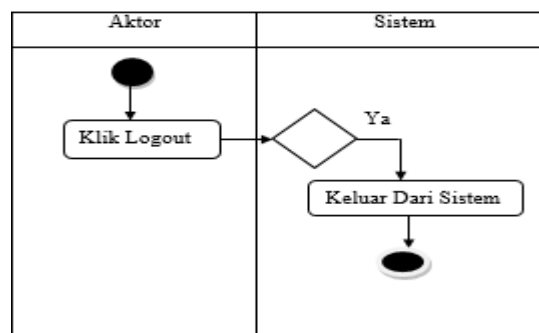 Aktor
Sistem
Klik Logout
Ya
Keluar Dari Sistem